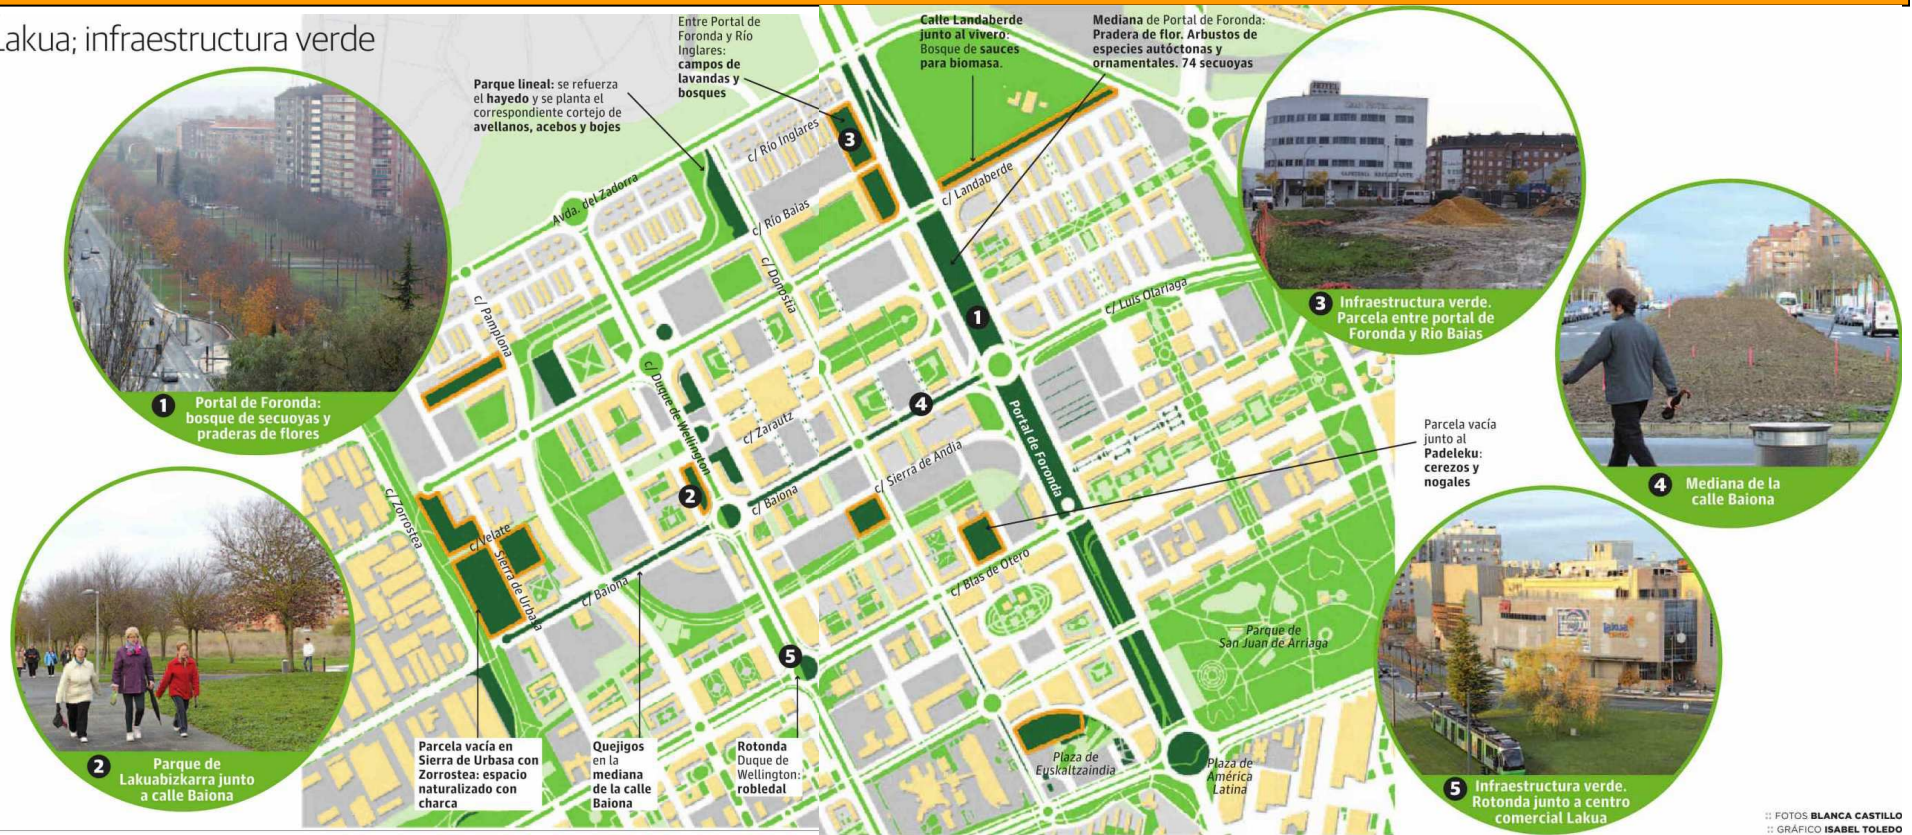 Lakua; infraestructura verde
Entre Portal de
Foronda y Río
Inglares:
campos de
lavandas y
bosques
Parque lineal: se refuerza
el hayedo y se planta el
correspondiente cortejo de
avellanos, acebos y bojes
Calle Landaberde
junto al vivero:
Bosque de sauces
para biomasa.
Mediana de Portal de Foronda:
Pradera de flor. Arbustos de
especies autóctonas y
ornamentales. 74 secuoyas
1 Portal de Foronda:
bosque de secuoyas y
praderas de flores
2 Parque de
Lakuabizkarra junto
a calle Baiona
HOTEL
3 Infraestructura verde.
Parcela entre portal de
Foronda y Rio Baias
4 Mediana de la
calle Baiona
5 Infraestructura verde.
Rotonda junto a centro
comercial Lakua
Parcela vacía
junto al
Padeleku:
cerezos y
nogales
Parcela vacía en
Sierra de Urbasa con
Zorrostea: espacio
naturalizado con
charca
Quejigos
en la
mediana
de la calle
Baiona
Rotonda
Duque de
Wellington:
robledal
Avda. del Zadorra
c/ Río Inglares
c/ Río Baias
c/ Donostia
c/ Landaberde
c/ Luis Olariaga
c/ Pamplona
c/ Duque de Wellington
c/ Zarautz
c/ Sierra de Andia
Portal de Foronda
c/ Baiona
c/ Zorrostea
c/Velate
Sierra de Urbasa
c/ Baiona
c/ Blas de Otero
Parque de
San Juan de Arriaga
Plaza de
Euskaltzaindia
Plaza de
América
Latina
1
2
3
4
5
:: FOTOS BLANCA CASTILLO
:: GRÁFICO ISABEL TOLEDO